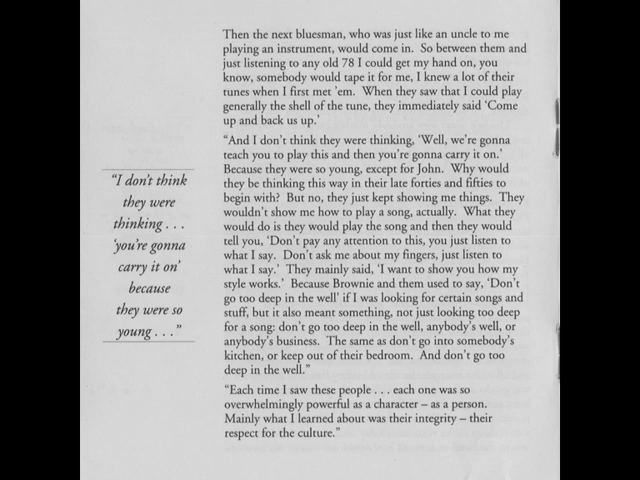 Then the next bluesman, who was just like an uncle to me
playing an instrument, would come in. So between them and
just listening to any old 78 I could get my hand on, you
know, somebody would tape it for me, I knew a lot of their
tunes when I first met 'em. When they saw that I could play
generally the shell of the tune, they immediately said 'Come
up and back us up.'
"And I don't think they were thinking, 'Well, we're gonna
teach you to play this and then you're gonna carry it on.'
Because they were so young, except for John. Why would
they be thinking this way in their late forties and fifties to
begin with? But no, they just kept showing me things. They
wouldn't show me how to play a song, actually. What they
would do is they would play the song and then they would
tell you, 'Don't pay any attention to this, you just listen to
what I say. Don't ask me about my fingers, just listen to
what I say.' They mainly said, 'I want to show you how my
style works.' Because Brownie and them used to say, 'Don't
go too deep in the well' if I was looking for certain songs and
stuff, but it also meant something, not just looking too deep
for a song: don't go too deep in the well, anybody's well, or
anybody's business. The same as don't go into somebody's
kitchen, or keep out of their bedroom. And don't go too
deep in the well."
"Each time I saw these people . . . each one was so
overwhelmingly powerful as a character – as a person.
Mainly what I learned about was their integrity – their
respect for the culture."
"I don't think
they were
thinking . . .
'you're gonna
carry it on'
because
they were so
young . . ."